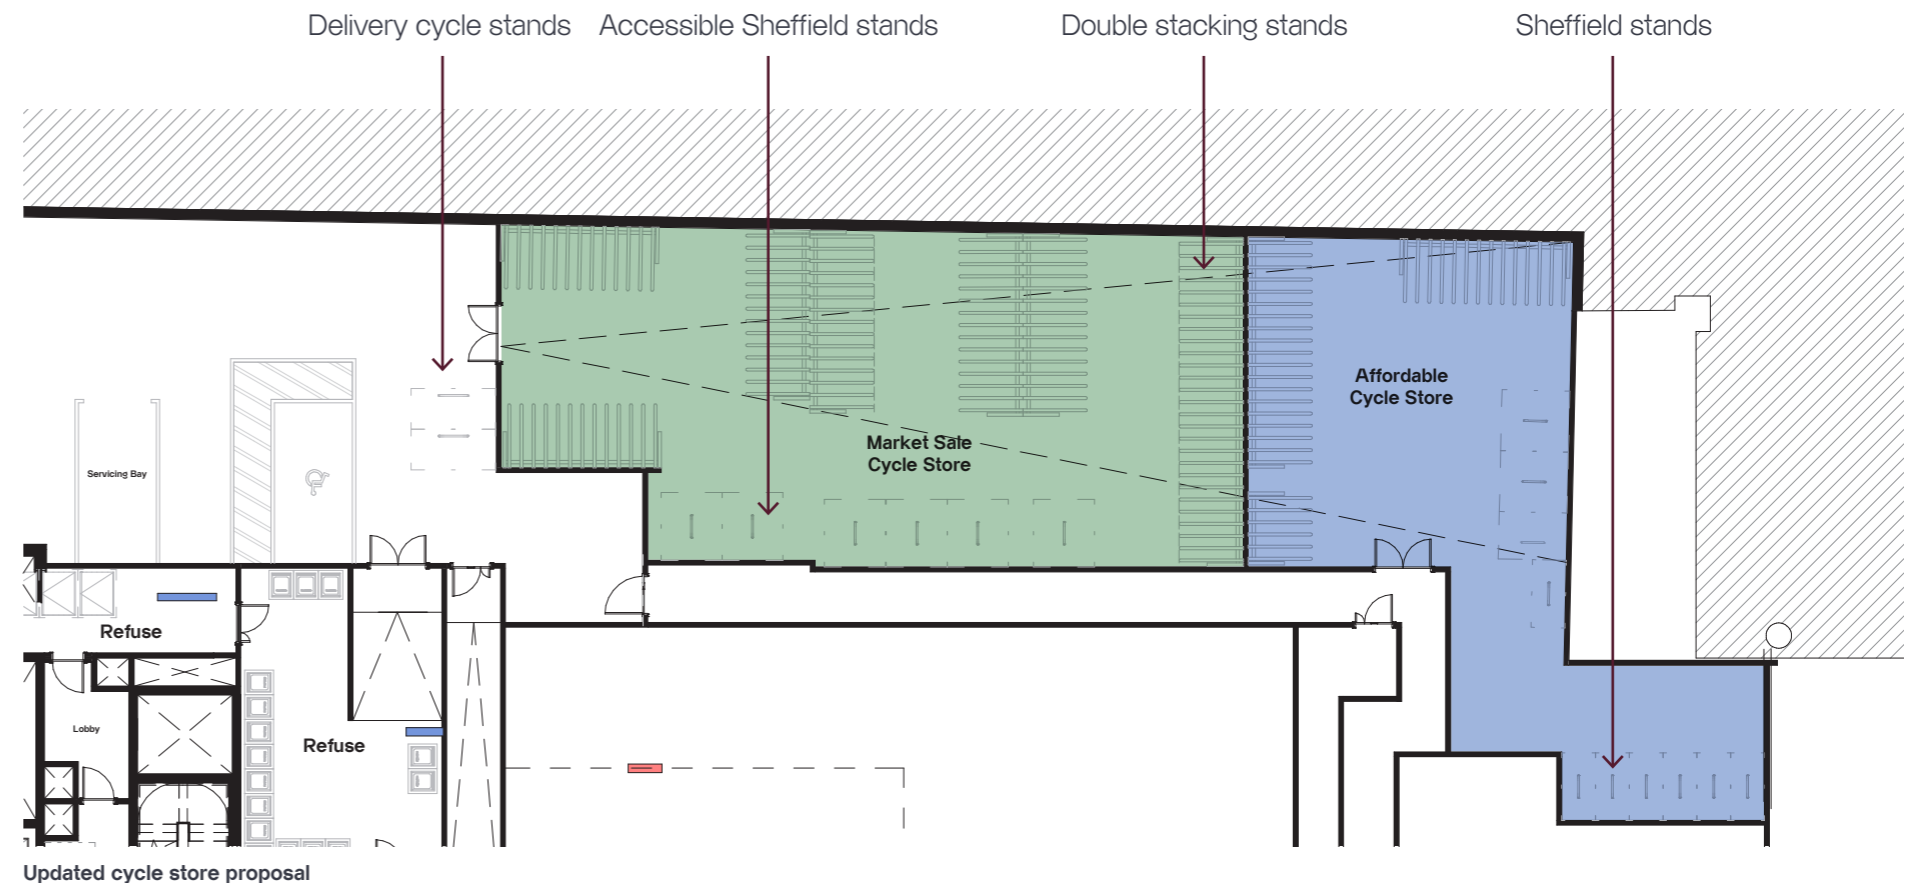 Delivery cycle stands
Accessible Sheffield stands
Double stacking stands
Sheffield stands
Affordable
Cycle Store
Market Sale
Cycle Store
Servicing Bay
Refuse
Lobby
Refuse
Updated cycle store proposal